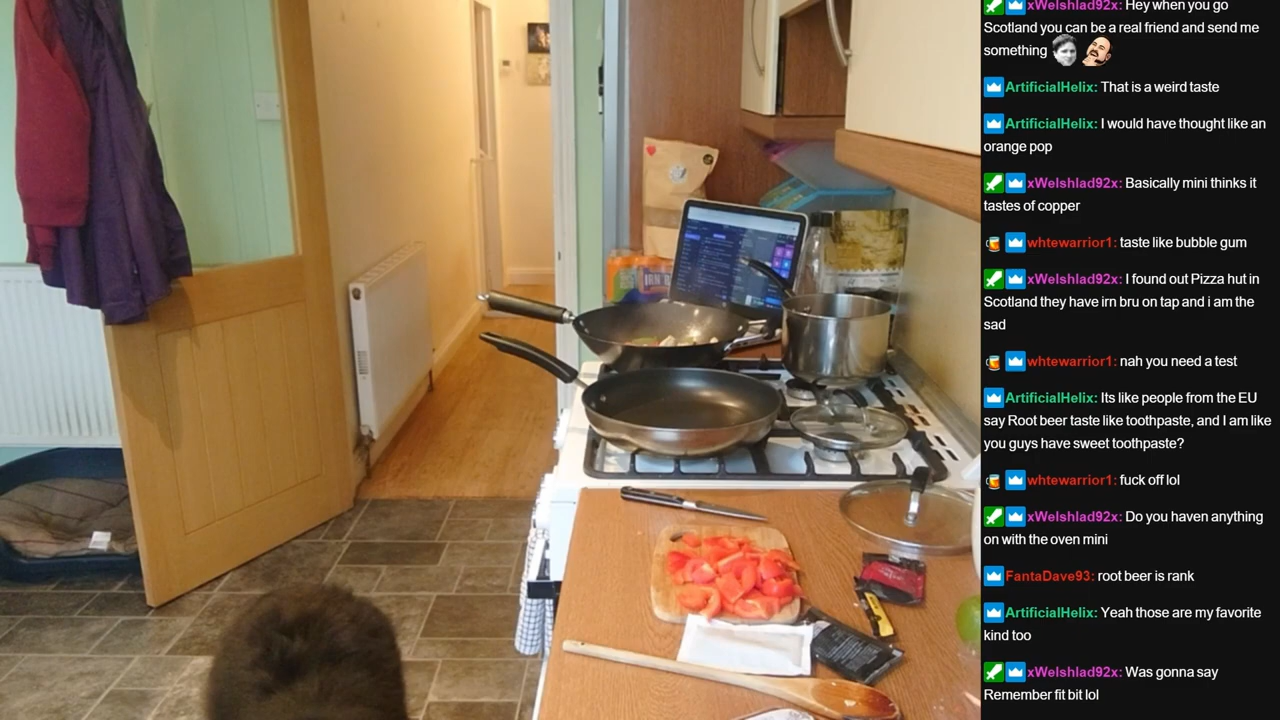 xWelshlad92x: Hey when you go
Scotland you can be a real friend and send me
something
ArtificialHelix: That is a weird taste
ArtificialHelix: I would have thought like an
orange pop
xWelshlad92x: Basically mini thinks it
tastes of copper
whtewarrior1: taste like bubble gum
xWelshlad92x: I found out Pizza hut in
Scotland they have irn bru on tap and i am the
sad
whtewarrior1: nah you need a test
ArtificialHelix: Its like people from the EU
say Root beer taste like toothpaste, and I am like
you guys have sweet toothpaste?
whtewarrior1: fuck off lol
xWelshlad92x: Do you haven anything
on with the oven mini
FantaDave93: root beer is rank
ArtificialHelix: Yeah those are my favorite
kind too
xWelshlad92x: Was gonna say
Remember fit bit lol